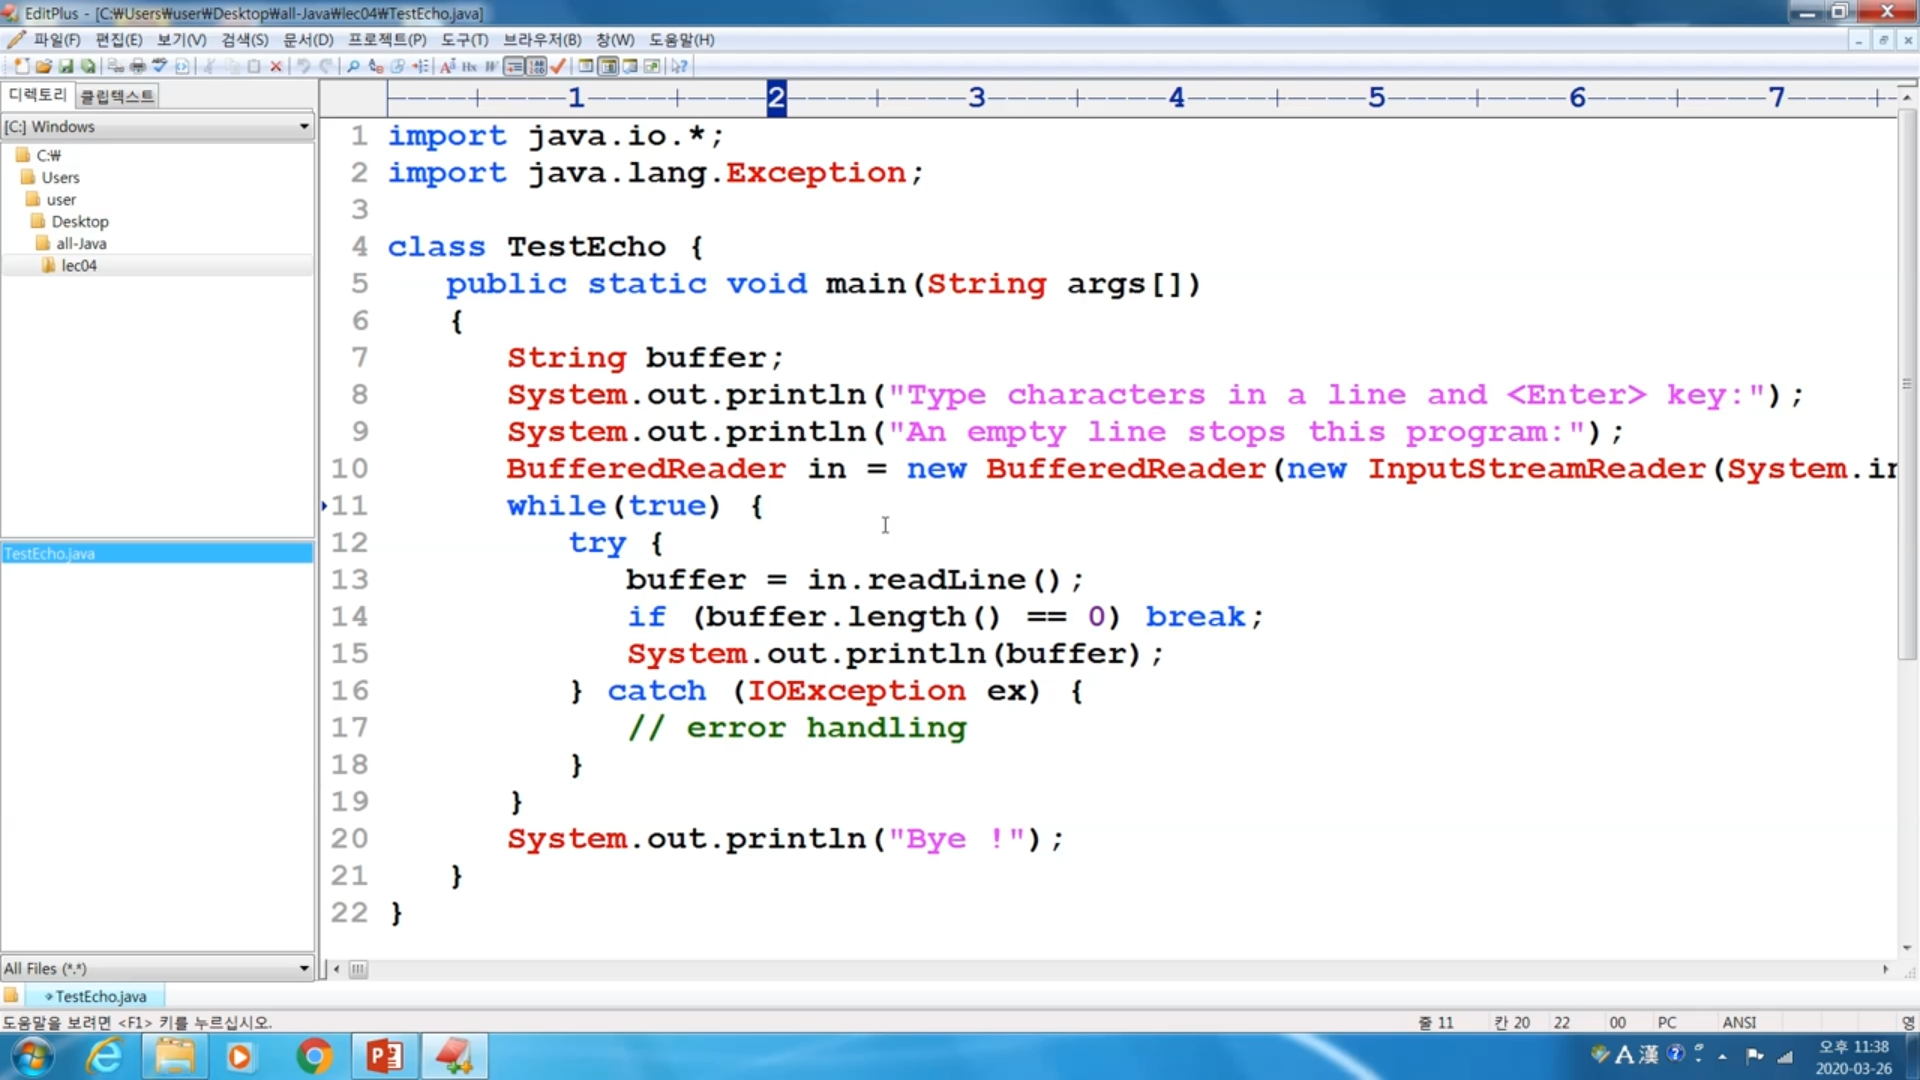 EditPlus - [C:₩Users₩user₩Desktop₩all-Java₩lec04₩TestEcho.java]
파일(F) 편집(E) 보기(V) 검색(S) 문서(D) 프로젝트(P) 도구(T) 브라우저(B) 창(W) 도움말(H)
디렉토리 클립텍스트
[C:] Windows
C:₩
Users
user
Desktop
all-Java
lec04
TestEcho.java
All Files (*.*)
----+----1----+----2----+----3----+----4----+----5----+----6----+----7----+-
1 import java.io.*;
2 import java.lang.Exception;
3
4 class TestEcho {
5 public static void main(String args[])
6 {
7 String buffer;
8 System.out.println("Type characters in a line and <Enter> key:");
9 System.out.println("An empty line stops this program:");
10 BufferedReader in = new BufferedReader(new InputStreamReader(System.in
11 while(true) {
12 try {
13 buffer = in.readLine();
14 if (buffer.length() == 0) break;
15 System.out.println(buffer);
16 } catch (IOException ex) {
17 // error handling
18 }
19 }
20 System.out.println("Bye !");
21 }
22 }
TestEcho.java
도움말을 보려면 <F1> 키를 누르십시오.
줄 11 칸 20 22 00 PC ANSI 영
A 漢
오후 11:38
2020-03-26